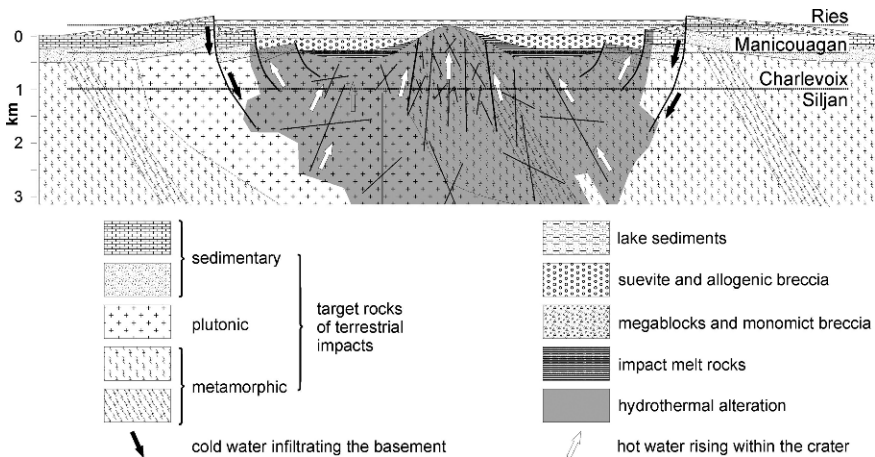 Ries
Manicouagan
Charlevoix
Siljan
0
1
km
2
3
sedimentary
plutonic
metamorphic
target rocks
of terrestrial
impacts
cold water infiltrating the basement
lake sediments
suevite and allogenic breccia
megablocks and monomict breccia
impact melt rocks
hydrothermal alteration
hot water rising within the crater